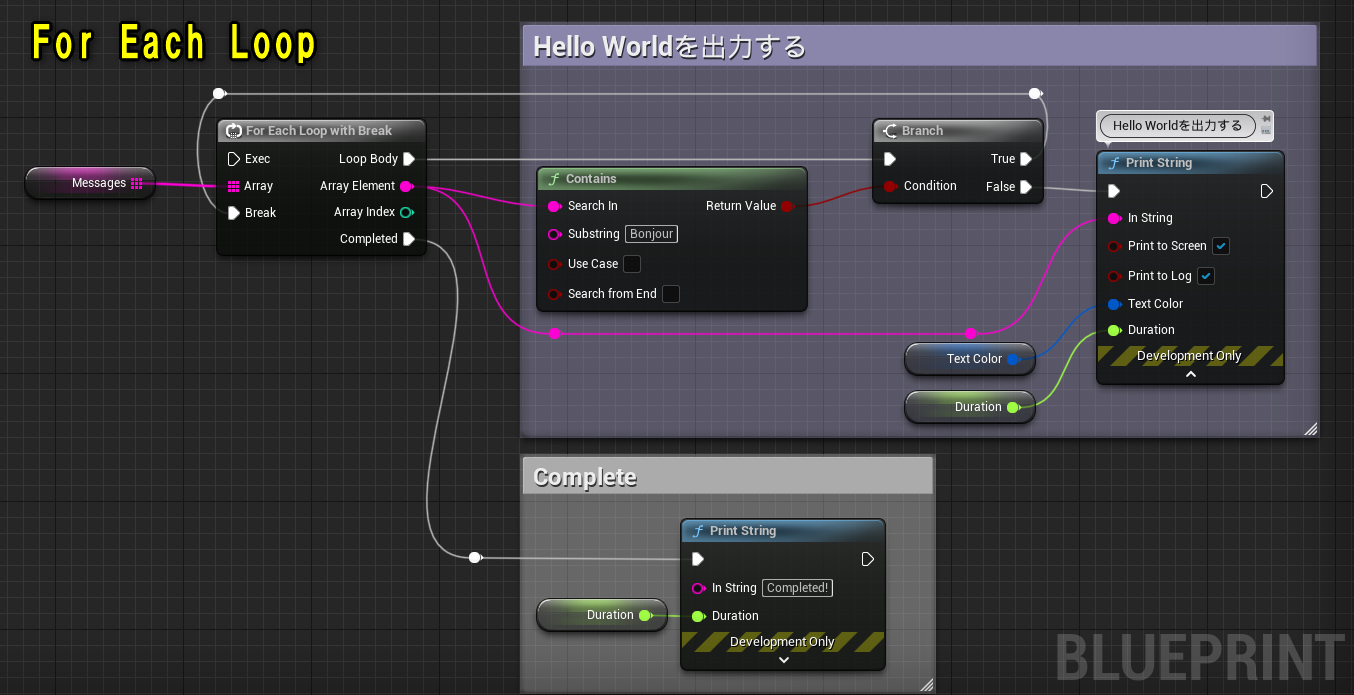 For Each Loop
Hello Worldを出力する
For Each Loop with Break
Exec
Loop Body
Messages
Array
Array Element
Break
Array Index
Completed
Contains
Search In
Return Value
Substring
Bonjour
Use Case
Search from End
Branch
True
Condition
False
Hello Worldを出力する
Print String
In String
Print to Screen
Print to Log
Text Color
Duration
Development Only
Text Color
Duration
Complete
Print String
In String
Completed!
Duration
Duration
Development Only
BLUEPRINT